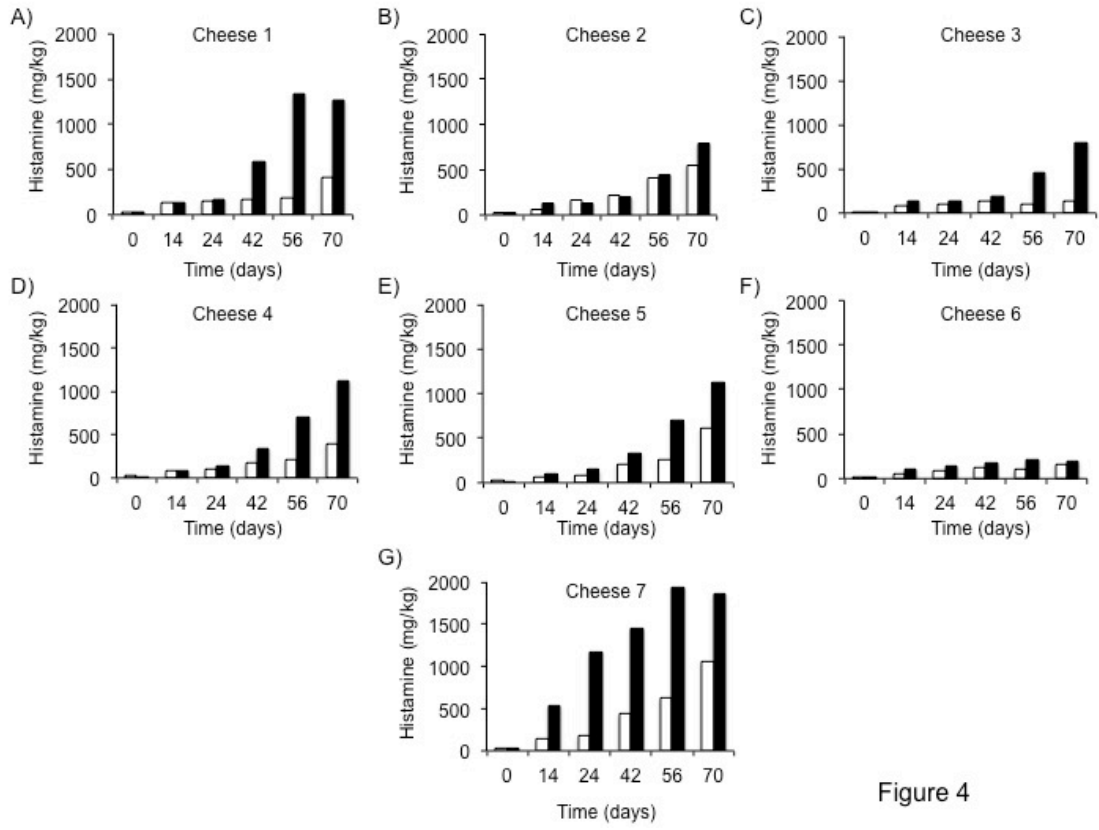 A)
Cheese 1
Histamine (mg/kg)
2000
1500
1000
500
0
0 14 24 42 56 70
Time (days)
B)
Cheese 2
Histamine (mg/kg)
2000
1500
1000
500
0
0 14 24 42 56 70
Time (days)
C)
Cheese 3
Histamine (mg/kg)
2000
1500
1000
500
0
0 14 24 42 56 70
Time (days)
D)
Cheese 4
Histamine (mg/kg)
2000
1500
1000
500
0
0 14 24 42 56 70
Time (days)
E)
Cheese 5
Histamine (mg/kg)
2000
1500
1000
500
0
0 14 24 42 56 70
Time (days)
F)
Cheese 6
Histamine (mg/kg)
2000
1500
1000
500
0
0 14 24 42 56 70
Time (days)
G)
Cheese 7
Histamine (mg/kg)
2000
1500
1000
500
0
0 14 24 42 56 70
Time (days)
Figure 4